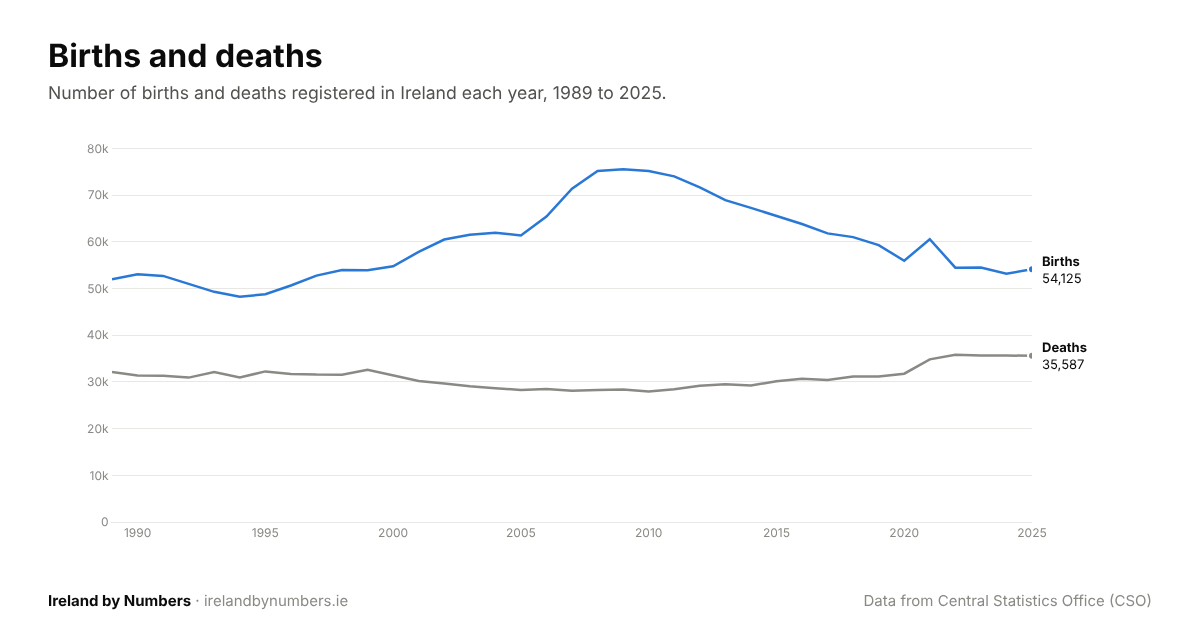 Births and deaths
Number of births and deaths registered in Ireland each year, 1989 to 2025.
80k
70k
60k
50k
40k
30k
20k
10k
0
Births
54,125
Deaths
35,587
1990 1995 2000 2005 2010 2015 2020 2025
Ireland by Numbers · irelandbynumbers.ie
Data from Central Statistics Office (CSO)